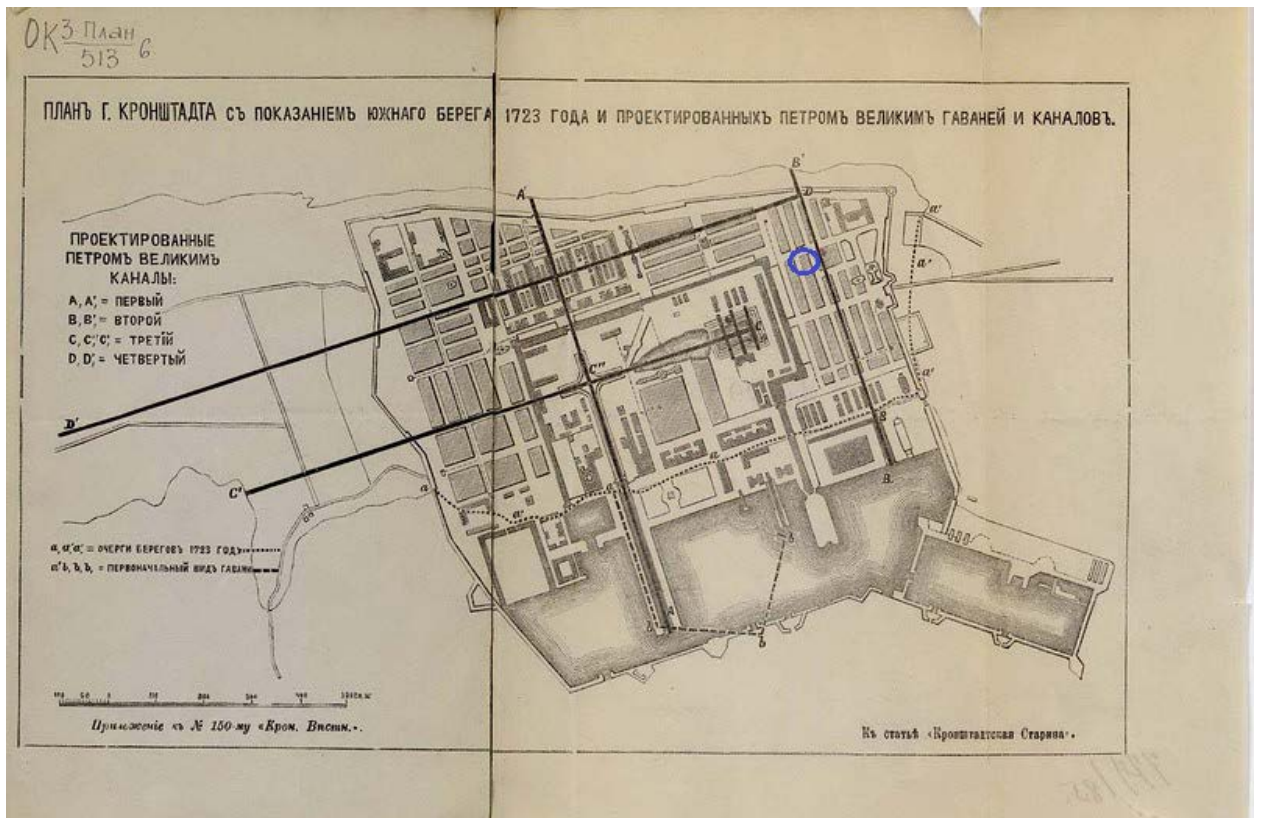 ОК 3 План
513 6
ПЛАНЪ Г. КРОНШТАДТА СЪ ПОКАЗАНІЕМЪ ЮЖНАГО БЕРЕГА 1723 ГОДА И ПРОЕКТИРОВАННЫХЪ ПЕТРОМЪ ВЕЛИКИМЪ ГАВАНЕЙ И КАНАЛОВЪ.
ПРОЕКТИРОВАННЫЕ
ПЕТРОМЪ ВЕЛИКИМЪ
КАНАЛЫ:
A, A', = ПЕРВЫЙ
B, B', = ВТОРОЙ
C, C', C", = ТРЕТІЙ
D, D', = ЧЕТВЕРТЫЙ
A'
B'
D
a'
a'
C
C"
a'
D'
a
B.
C'
a
a'
b
b
= ОЧЕРГИ БЕРЕГОВЪ 1723 ГОДА
= ПЕРВОНАЧАЛЬНЫЙ ВИДЪ ГАВАНИ
Приложеніе къ № 150-му «Крон. Вѣстн.».
Къ статьѣ «Кронштадтская Старина».